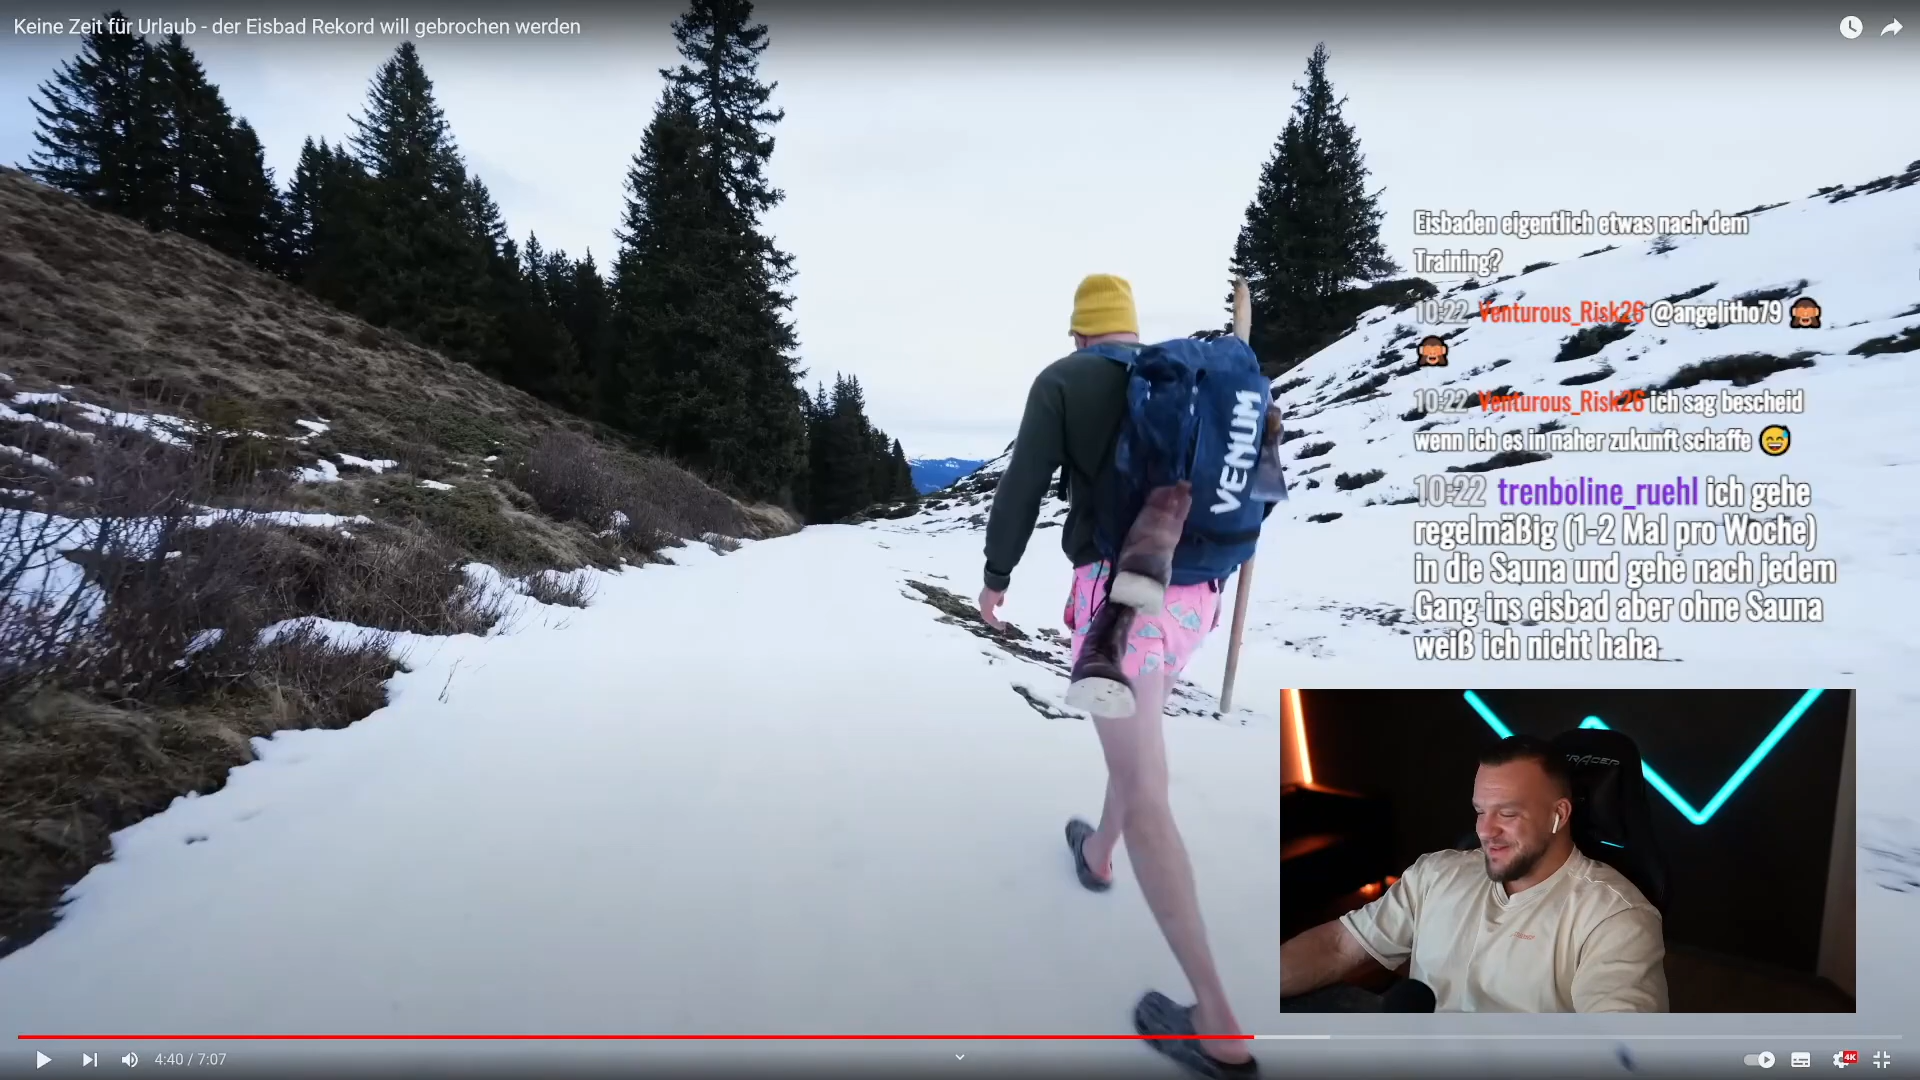 Keine Zeit für Urlaub - der Eisbad Rekord will gebrochen werden
Eisbaden eigentlich etwas nach dem
Training?
10:22 Venturous_Risk26 @angelitho79
10:22 Venturous_Risk26 ich sag bescheid
wenn ich es in naher zukunft schaffe
10:22 trenboline_ruehl ich gehe
regelmäßig (1-2 Mal pro Woche)
in die Sauna und gehe nach jedem
Gang ins eisbad aber ohne Sauna
weiß ich nicht haha
VENUM
4:40 / 7:07
4K